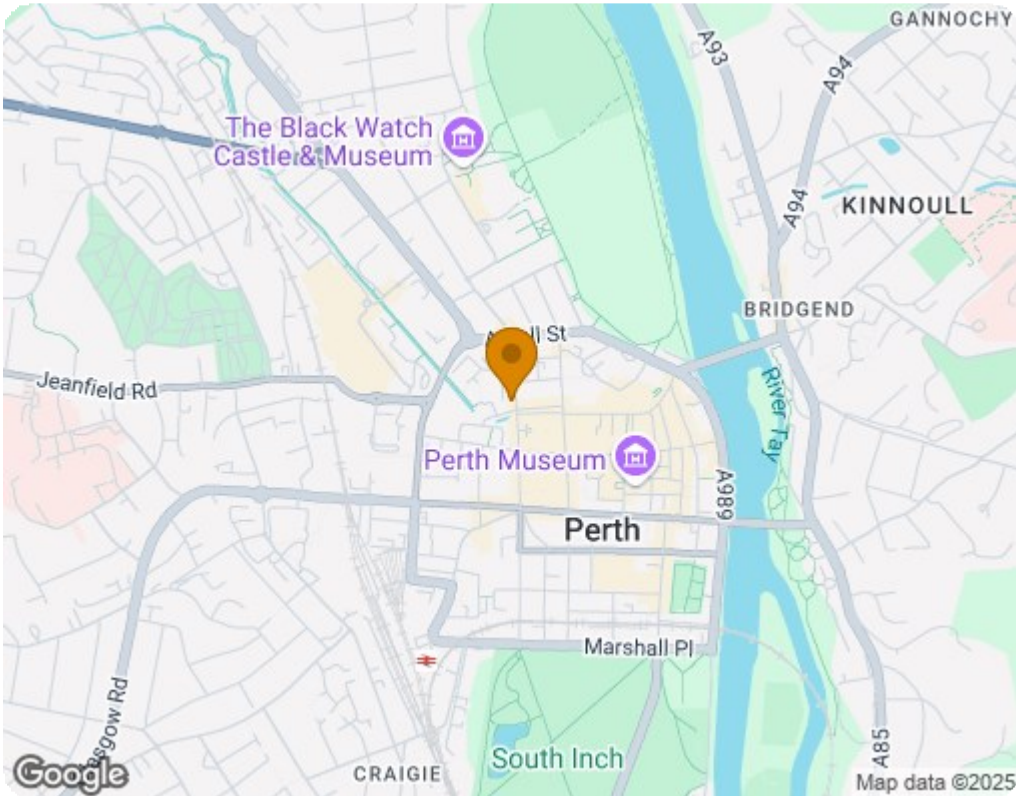 GANNOCHY
A93
A94
The Black Watch
Castle & Museum
A94
KINNOULL
BRIDGEND
St
Jeanfield Rd
River Tay
Perth Museum
A989
Perth
Marshall Pl
Rd
South Inch
A85
CRAIGIE
Google
Map data ©2025